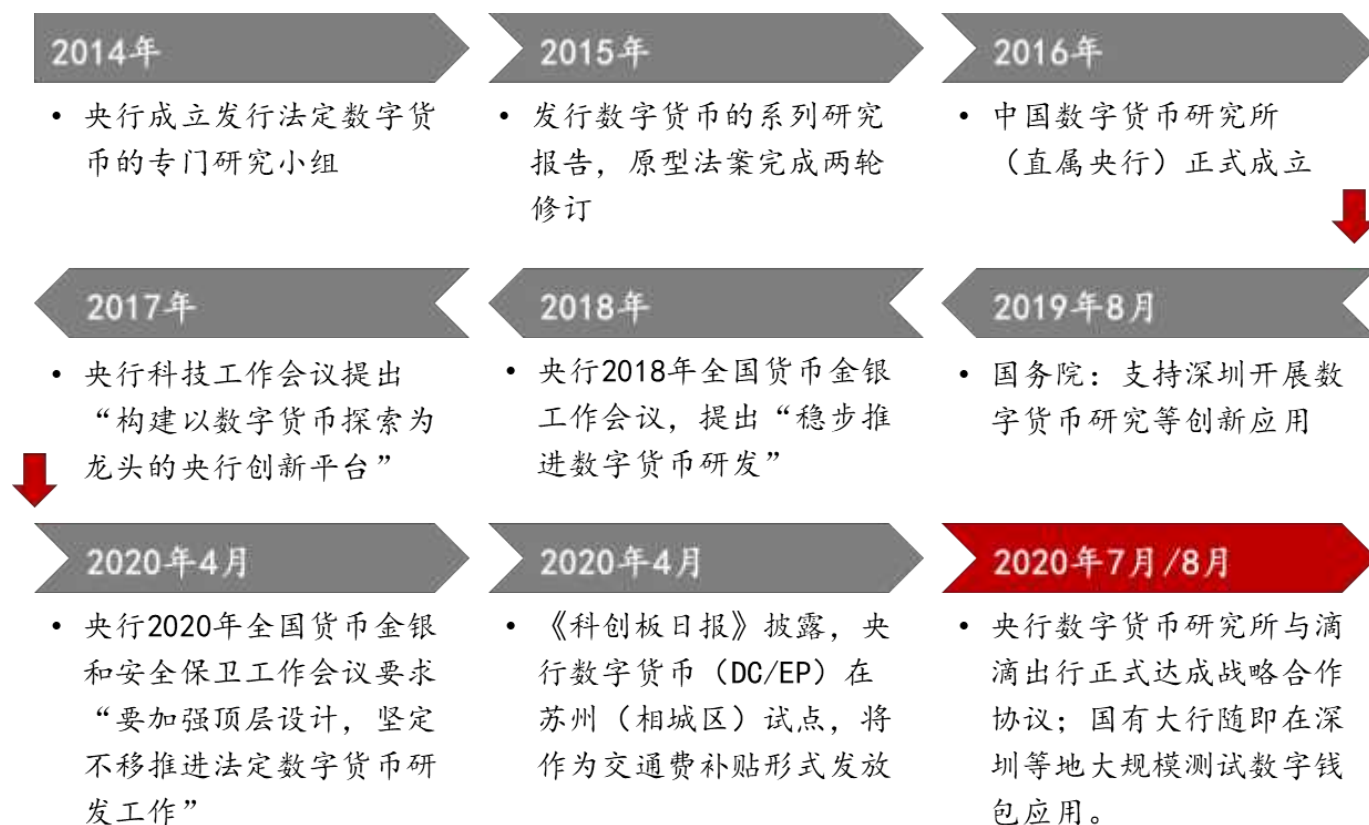 2014年
• 央行成立发行法定数字货
币的专门研究小组
2015年
• 发行数字货币的系列研究
报告，原型法案完成两轮
修订
2016年
• 中国数字货币研究所
（直属央行）正式成立
2017年
• 央行科技工作会议提出
“构建以数字货币探索为
龙头的央行创新平台”
2018年
• 央行2018年全国货币金银
工作会议，提出“稳步推
进数字货币研发”
2019年8月
• 国务院：支持深圳开展数
字货币研究等创新应用
2020年4月
• 央行2020年全国货币金银
和安全保卫工作会议要求
“要加强顶层设计，坚定
不移推进法定数字货币研
发工作”
2020年4月
• 《科创板日报》披露，央
行数字货币（DC/EP）在
苏州（相城区）试点，将
作为交通费补贴形式发放
2020年7月/8月
• 央行数字货币研究所与滴
滴出行正式达成战略合作
协议；国有大行随即在深
圳等地大规模测试数字钱
包应用。